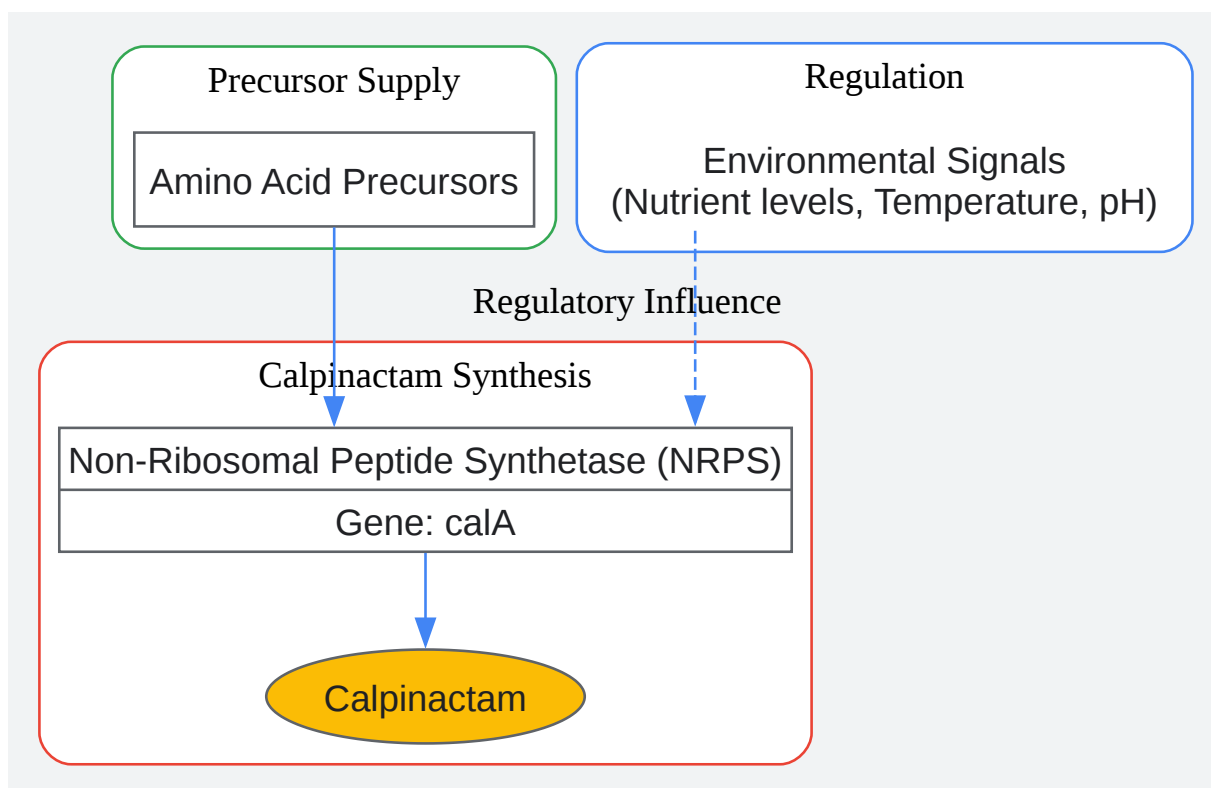 Precursor Supply
Amino Acid Precursors
Regulation
Environmental Signals
(Nutrient levels, Temperature, pH)
Regulatory Influence
Calpinactam Synthesis
Non-Ribosomal Peptide Synthetase (NRPS)
Gene: calA
Calpinactam